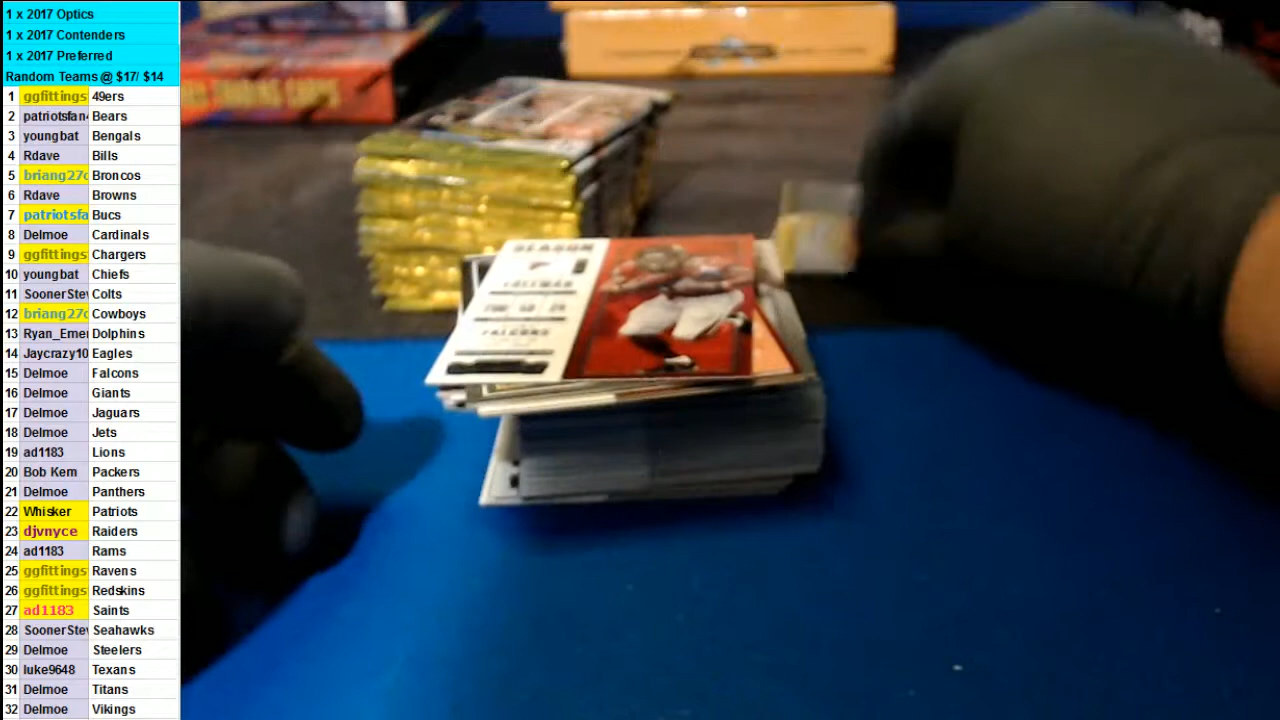 1 x 2017 Optics
1 x 2017 Contenders
1 x 2017 Preferred
Random Teams @ $17/ $14
1 ggfittings 49ers
2 patriotsfan4 Bears
3 youngbat Bengals
4 Rdave Bills
5 briang27c Broncos
6 Rdave Browns
7 patriotsfa Bucs
8 Delmoe Cardinals
9 ggfittings Chargers
10 youngbat Chiefs
11 SoonerStev Colts
12 briang27c Cowboys
13 Ryan_Emer Dolphins
14 Jaycrazy10 Eagles
15 Delmoe Falcons
16 Delmoe Giants
17 Delmoe Jaguars
18 Delmoe Jets
19 ad1183 Lions
20 Bob Kem Packers
21 Delmoe Panthers
22 Whisker Patriots
23 djvnyce Raiders
24 ad1183 Rams
25 ggfittings Ravens
26 ggfittings Redskins
27 ad1183 Saints
28 SoonerStev Seahawks
29 Delmoe Steelers
30 luke9648 Texans
31 Delmoe Titans
32 Delmoe Vikings
SEASON
FALCONS